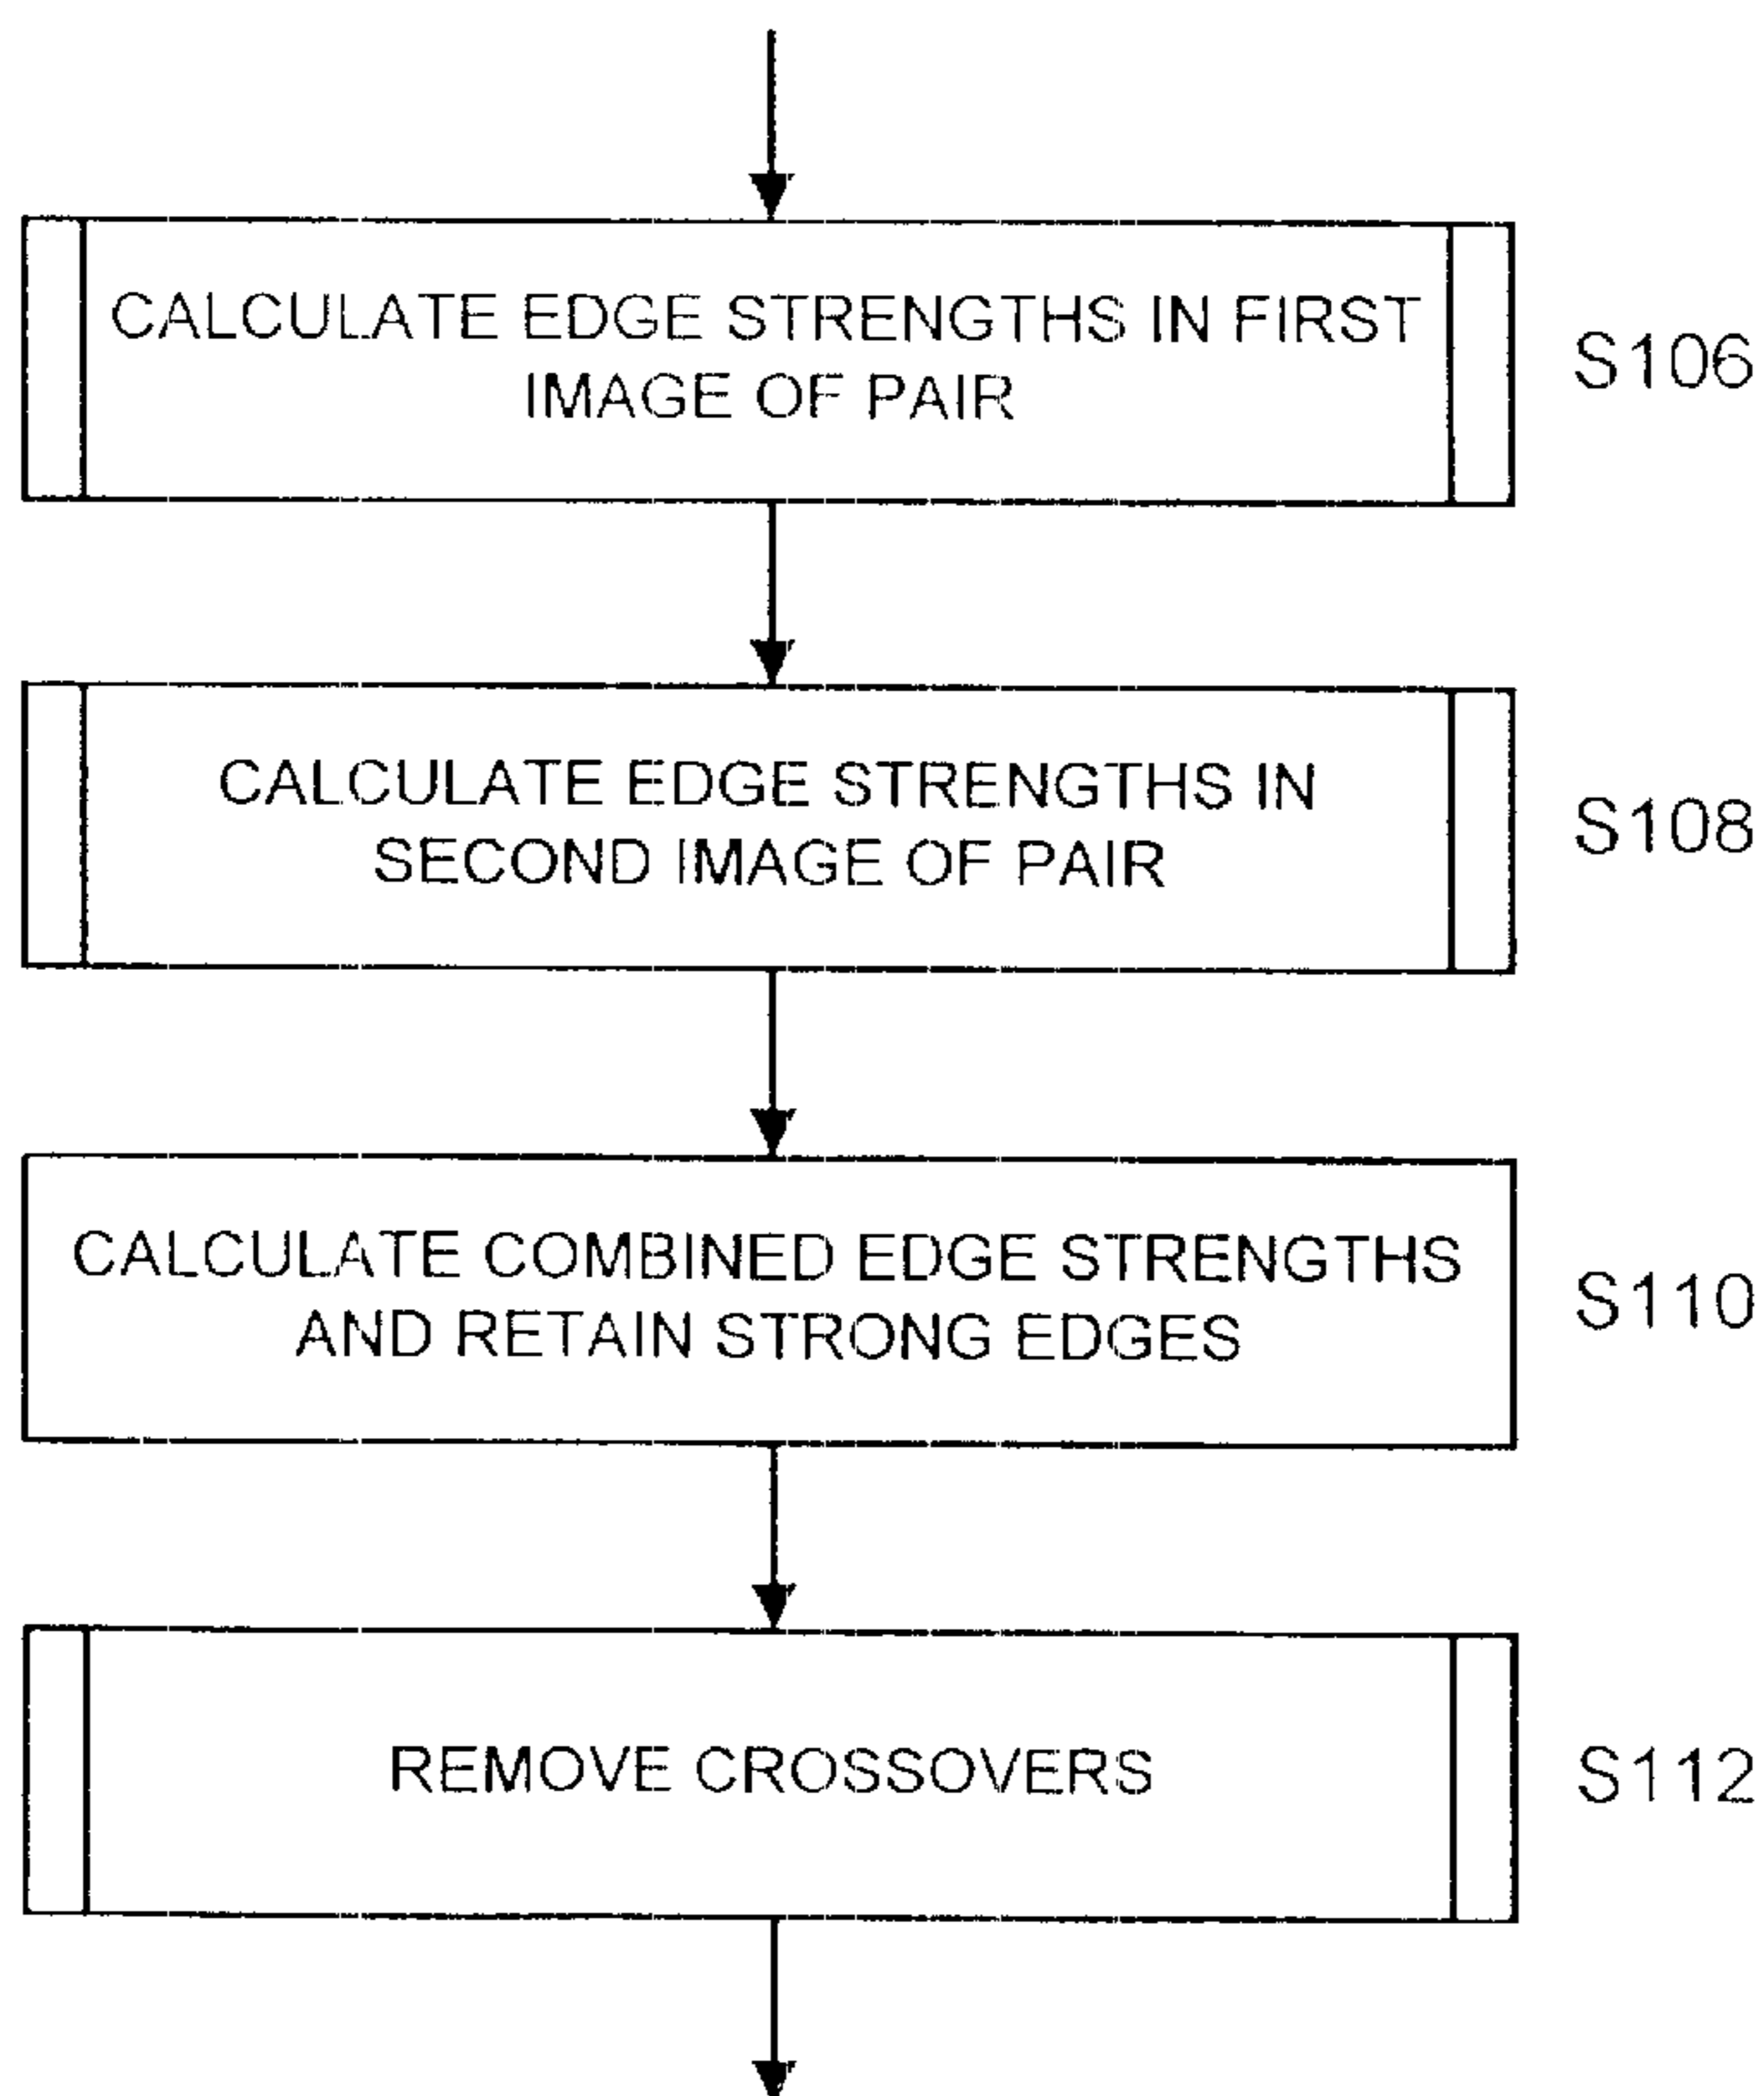 CALCULATE EDGE STRENGTHS IN FIRST
IMAGE OF PAIR
S106
CALCULATE EDGE STRENGTHS IN
SECOND IMAGE OF PAIR
S108
CALCULATE COMBINED EDGE STRENGTHS
AND RETAIN STRONG EDGES
S110
REMOVE CROSSOVERS
S112